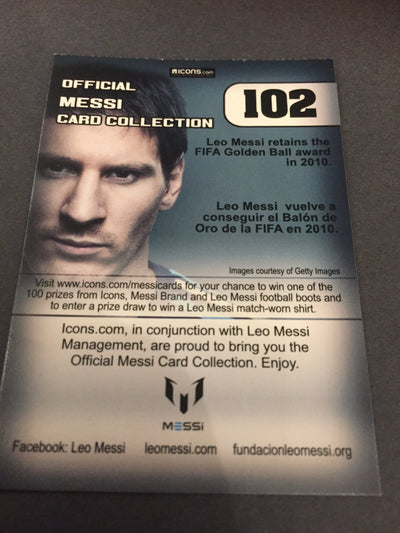 ICONS.com
OFFICIAL
MESSI
CARD COLLECTION
102
Leo Messi retains the
FIFA Golden Ball award
in 2010.
Leo Messi vuelve a
conseguir el Balón de
Oro de la FIFA en 2010.
Images courtesy of Getty Images
Visit www.icons.com/messicards for your chance to win one of the
100 prizes from Icons, Messi Brand and Leo Messi football boots and
to enter a prize draw to win a Leo Messi match-worn shirt.
Icons.com, in conjunction with Leo Messi
Management, are proud to bring you the
Official Messi Card Collection. Enjoy.
MESSI
Facebook: Leo Messi leomessi.com fundacionleomessi.org